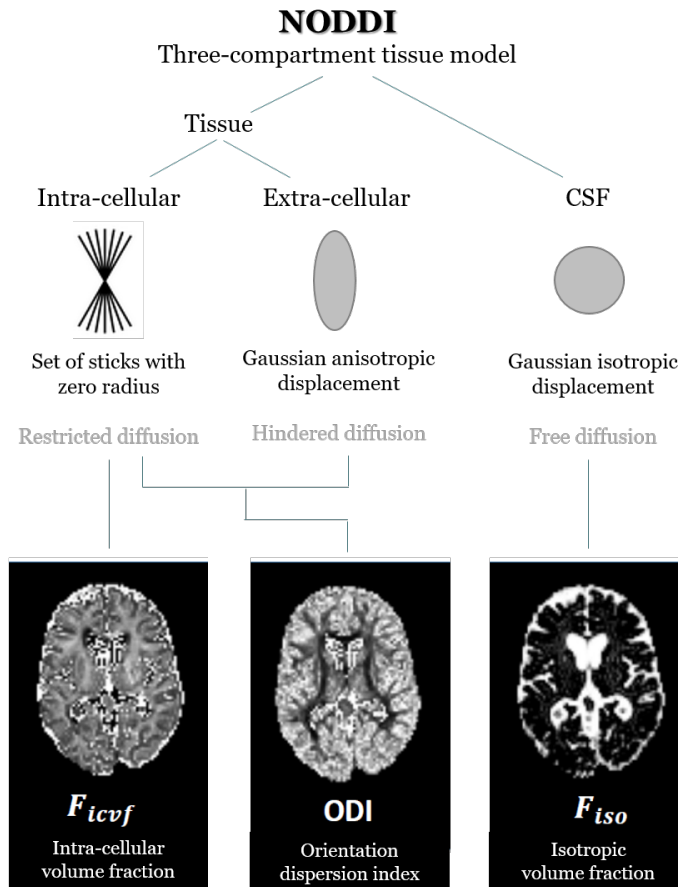 NODDI
Three-compartment tissue model
Tissue
Intra-cellular
Extra-cellular
CSF
Set of sticks with
zero radius
Gaussian anisotropic
displacement
Gaussian isotropic
displacement
Restricted diffusion
Hindered diffusion
Free diffusion
F icvf
Intra-cellular
volume fraction
ODI
Orientation
dispersion index
F iso
Isotropic
volume fraction